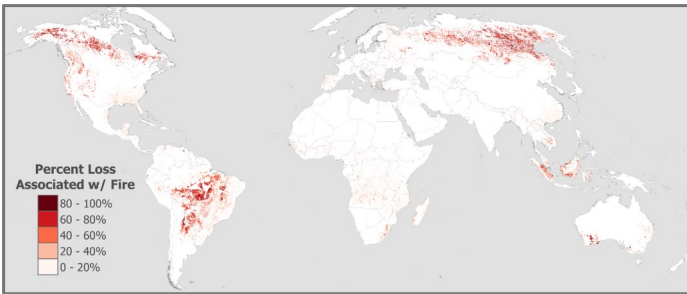 Percent Loss
Associated w/ Fire
80 - 100%
60 - 80%
40 - 60%
20 - 40%
0 - 20%